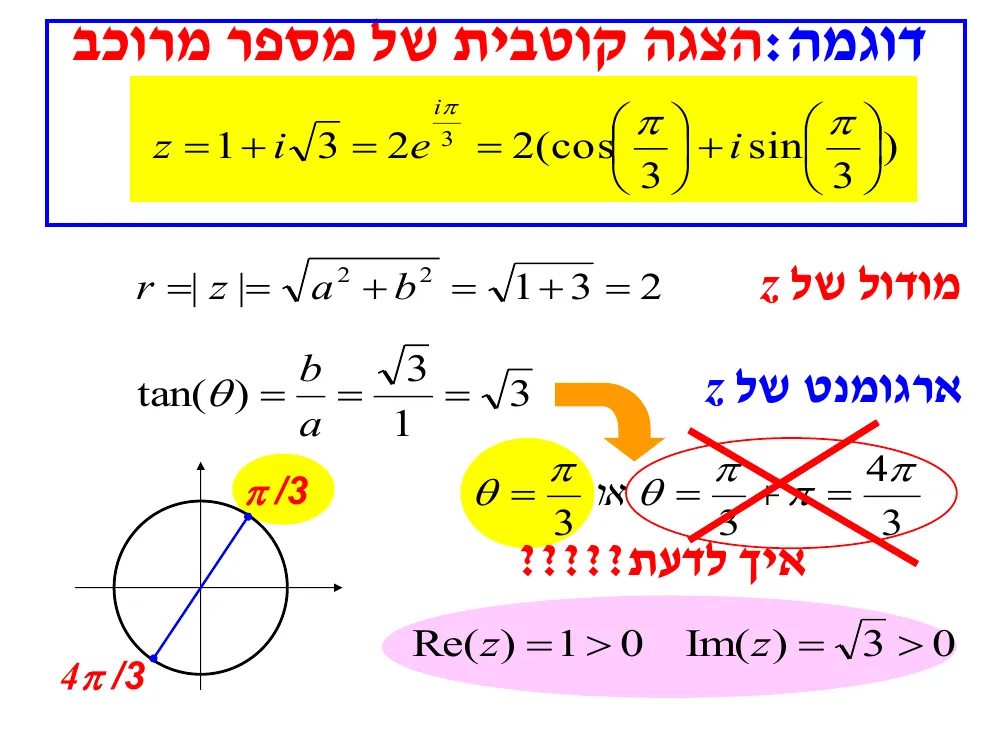 דוגמה: הצגה קוטבית של מספר מרוכב
z = 1 + i√3 = 2e^(iπ/3) = 2(cos(π/3) + i sin(π/3))
מודול של z
r =| z |= √(a² + b²) = √(1 + 3) = 2
ארגומנט של z
tan(θ) = b/a = √3/1 = √3
θ = π/3 או θ = π/3 + π = 4π/3
איך לדעת?????
Re(z) = 1 > 0 Im(z) = √3 > 0
π/3
4π/3